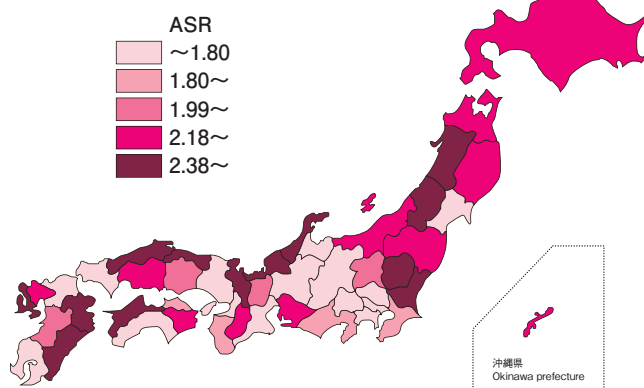 ASR
～1.80
1.80～
1.99～
2.18～
2.38～
沖縄県
Okinawa prefecture